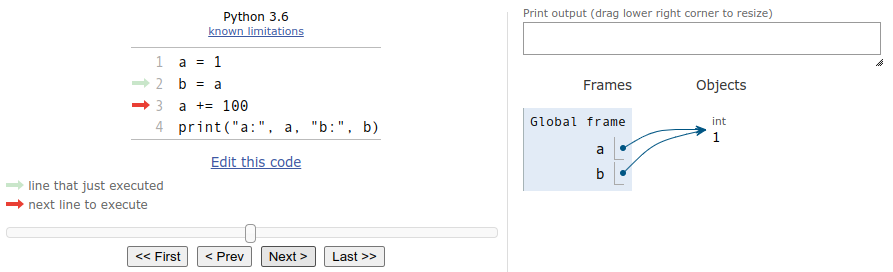 Python 3.6
known limitations
1 a = 1
2 b = a
3 a += 100
4 print("a:", a, "b:", b)
Edit this code
line that just executed
next line to execute
<< First < Prev Next > Last >>
Print output (drag lower right corner to resize)
Frames Objects
Global frame
a
b
int
1